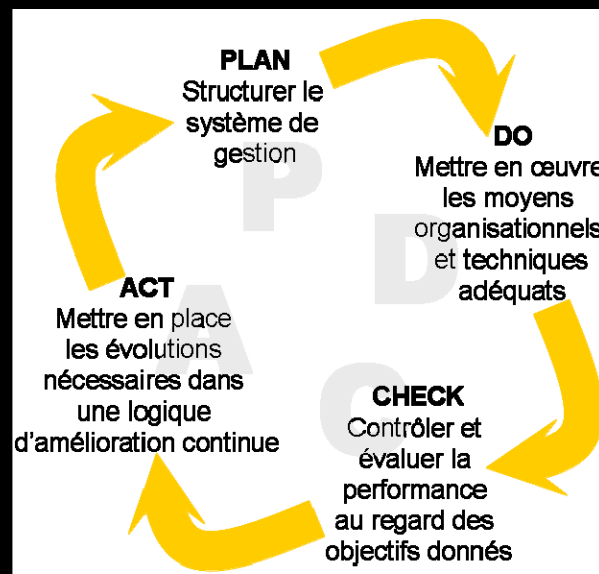 PLAN
Structurer le
système de
gestion
P
DO
Mettre en œuvre
les moyens
organisationnels
et techniques
adéquats
D
CHECK
Contrôler et
évaluer la
performance
au regard des
objectifs donnés
C
ACT
Mettre en place
les évolutions
nécessaires dans
une logique
d'amélioration continue
A